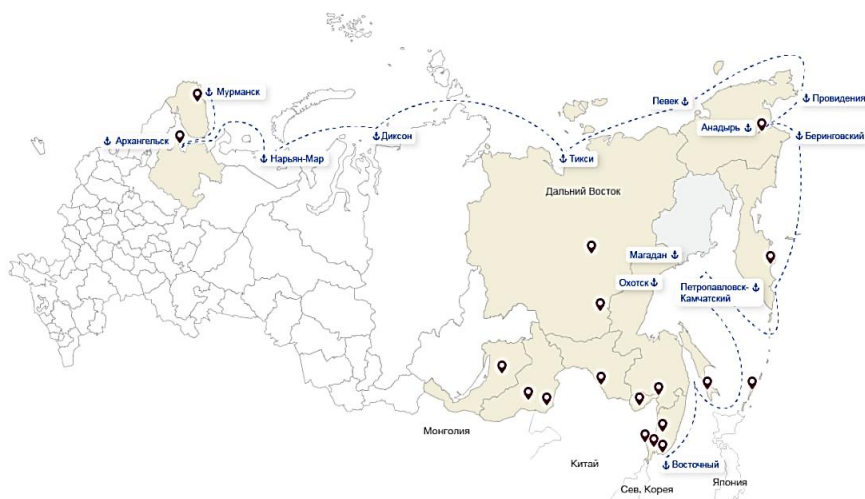 Мурманск
Архангельск
Нарьян-Мар
Диксон
Тикси
Певек
Провидения
Анадырь
Беринговский
Дальний Восток
Магадан
Охотск
Петропавловск-
Камчатский
Монголия
Китай
Восточный
Сев. Корея
Япония